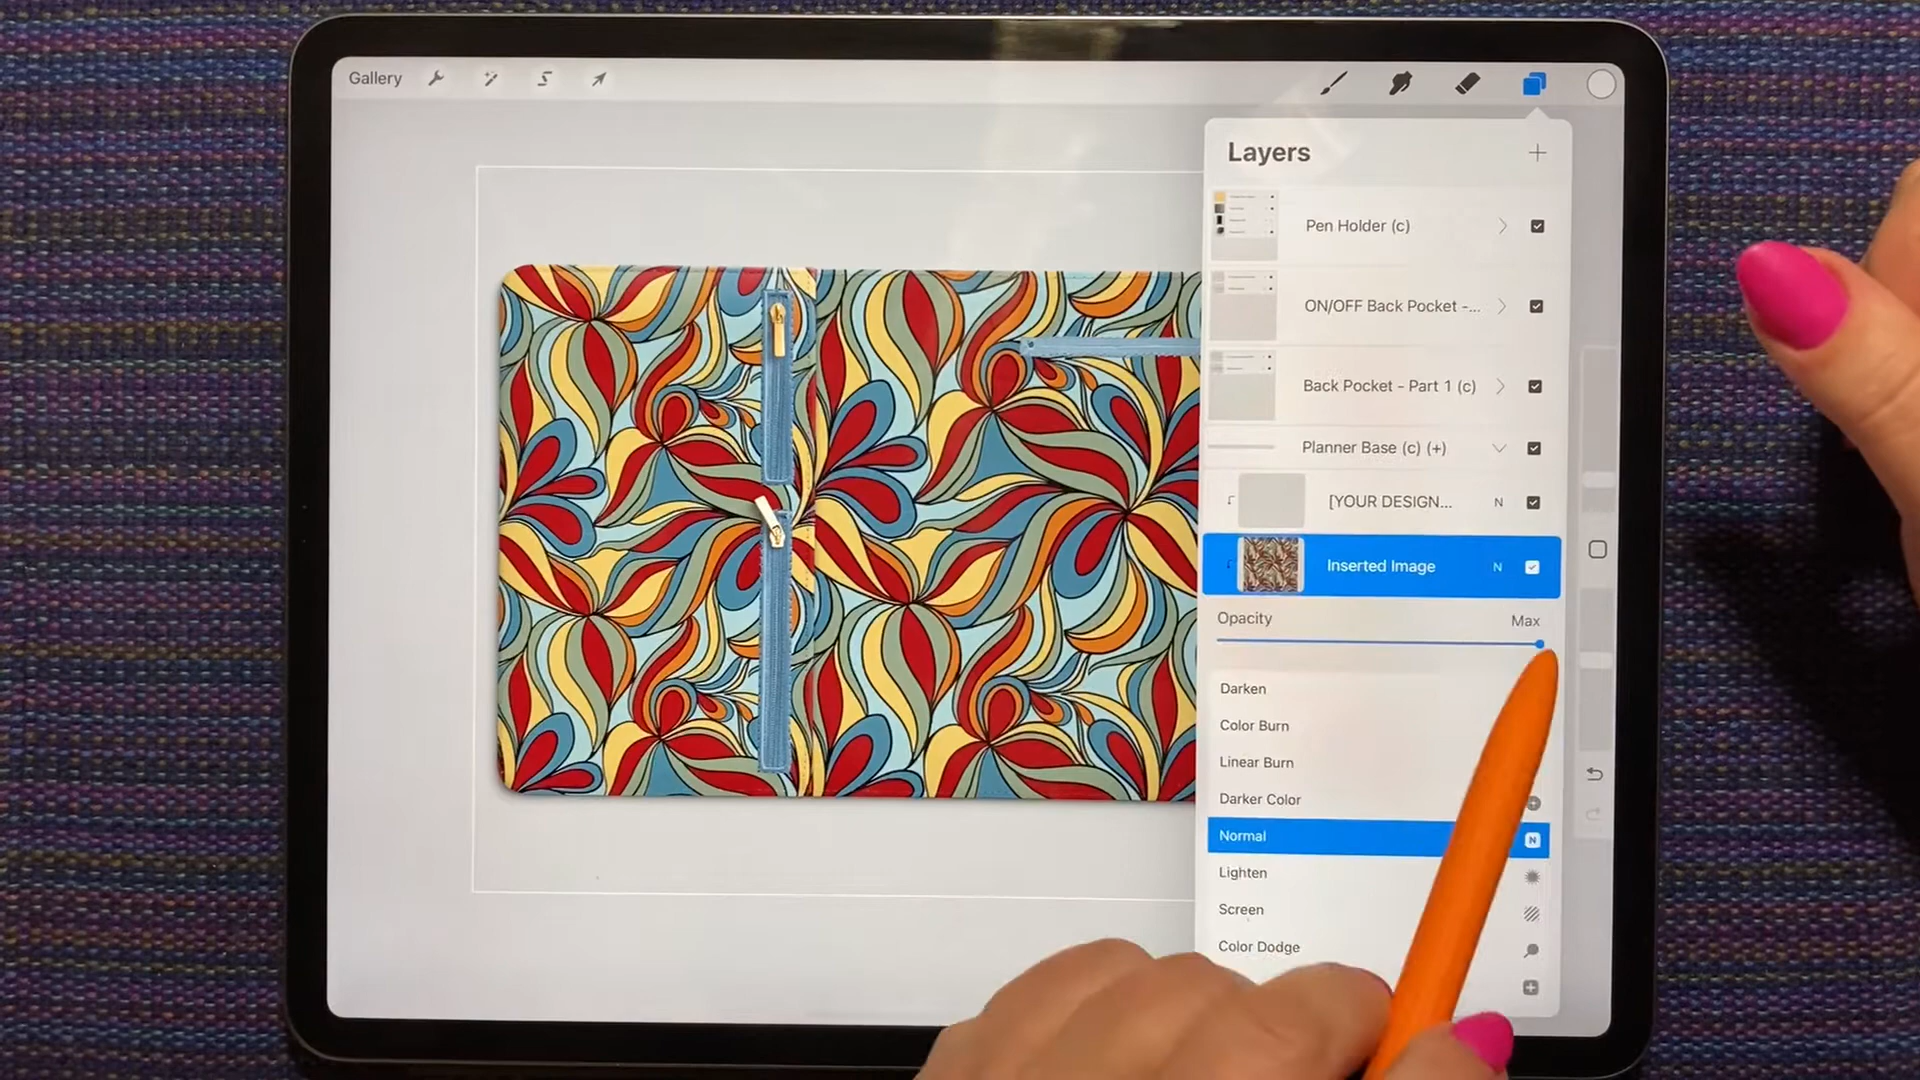 Gallery
Layers
Pen Holder (c)
ON/OFF Back Pocket -...
Back Pocket - Part 1 (c)
Planner Base (c) (+)
[YOUR DESIGN... N
Inserted Image N
Opacity Max
Darken
Color Burn
Linear Burn
Darker Color
Normal N
Lighten
Screen
Color Dodge